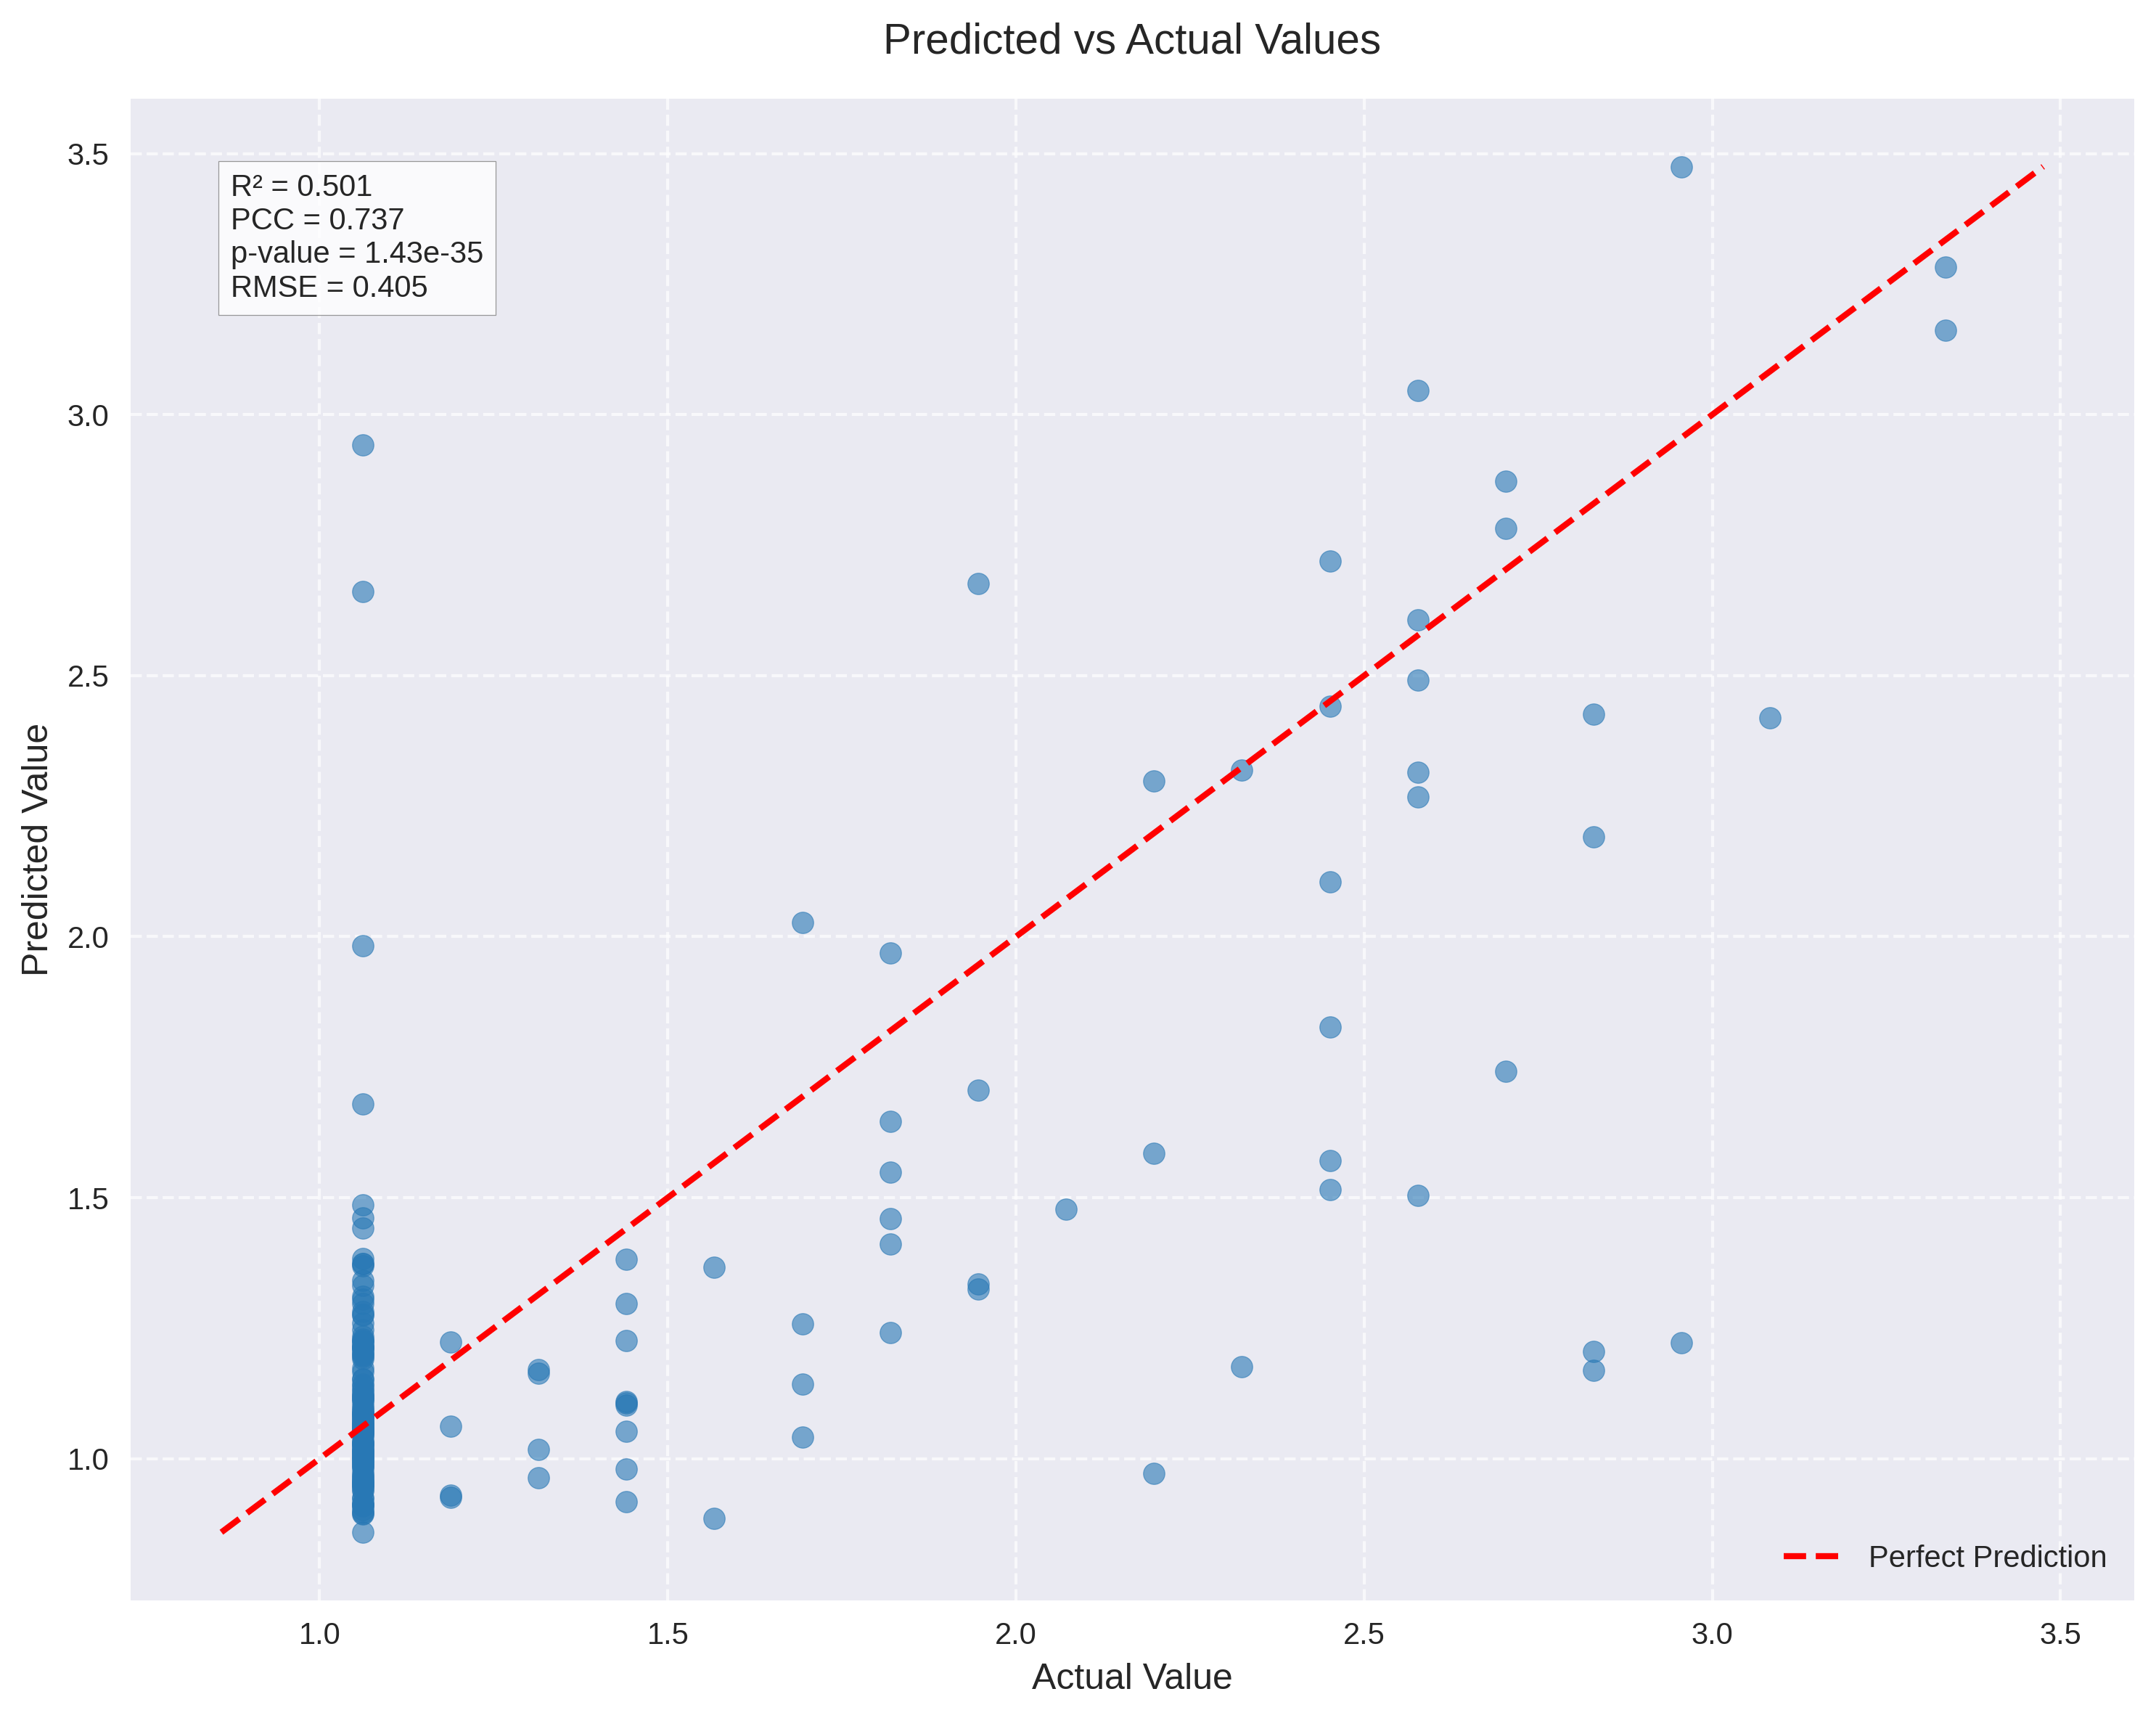 Predicted vs Actual Values
R² = 0.501
PCC = 0.737
p-value = 1.43e-35
RMSE = 0.405
3.5
3.0
2.5
2.0
1.5
1.0
Predicted Value
Perfect Prediction
1.0 1.5 2.0 2.5 3.0 3.5
Actual Value